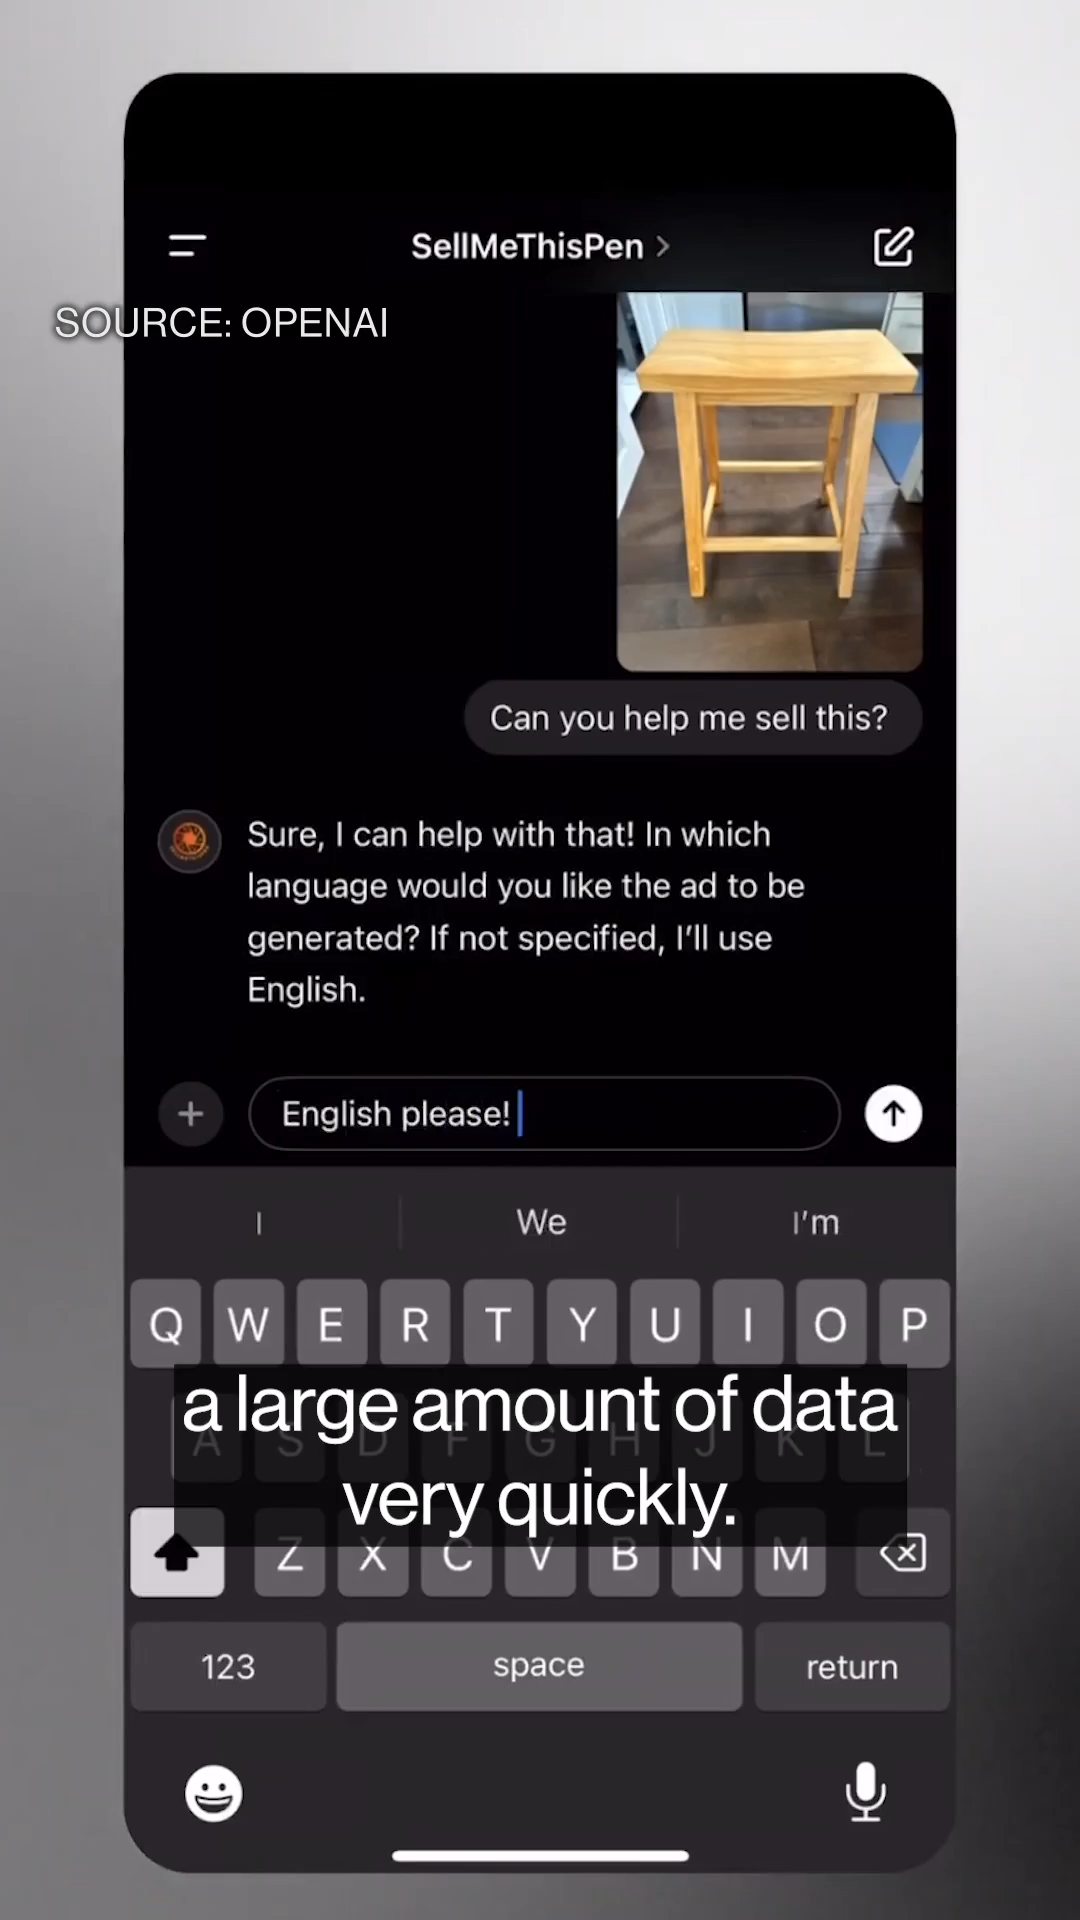 SellMeThisPen >
SOURCE: OPENAI
Can you help me sell this?
Sure, I can help with that! In which
language would you like the ad to be
generated? If not specified, I’ll use
English.
English please!
I We I’m
Q W E R T Y U I O P
A S D F G H J K L
a large amount of data
very quickly.
Z X C V B N M
123 space return